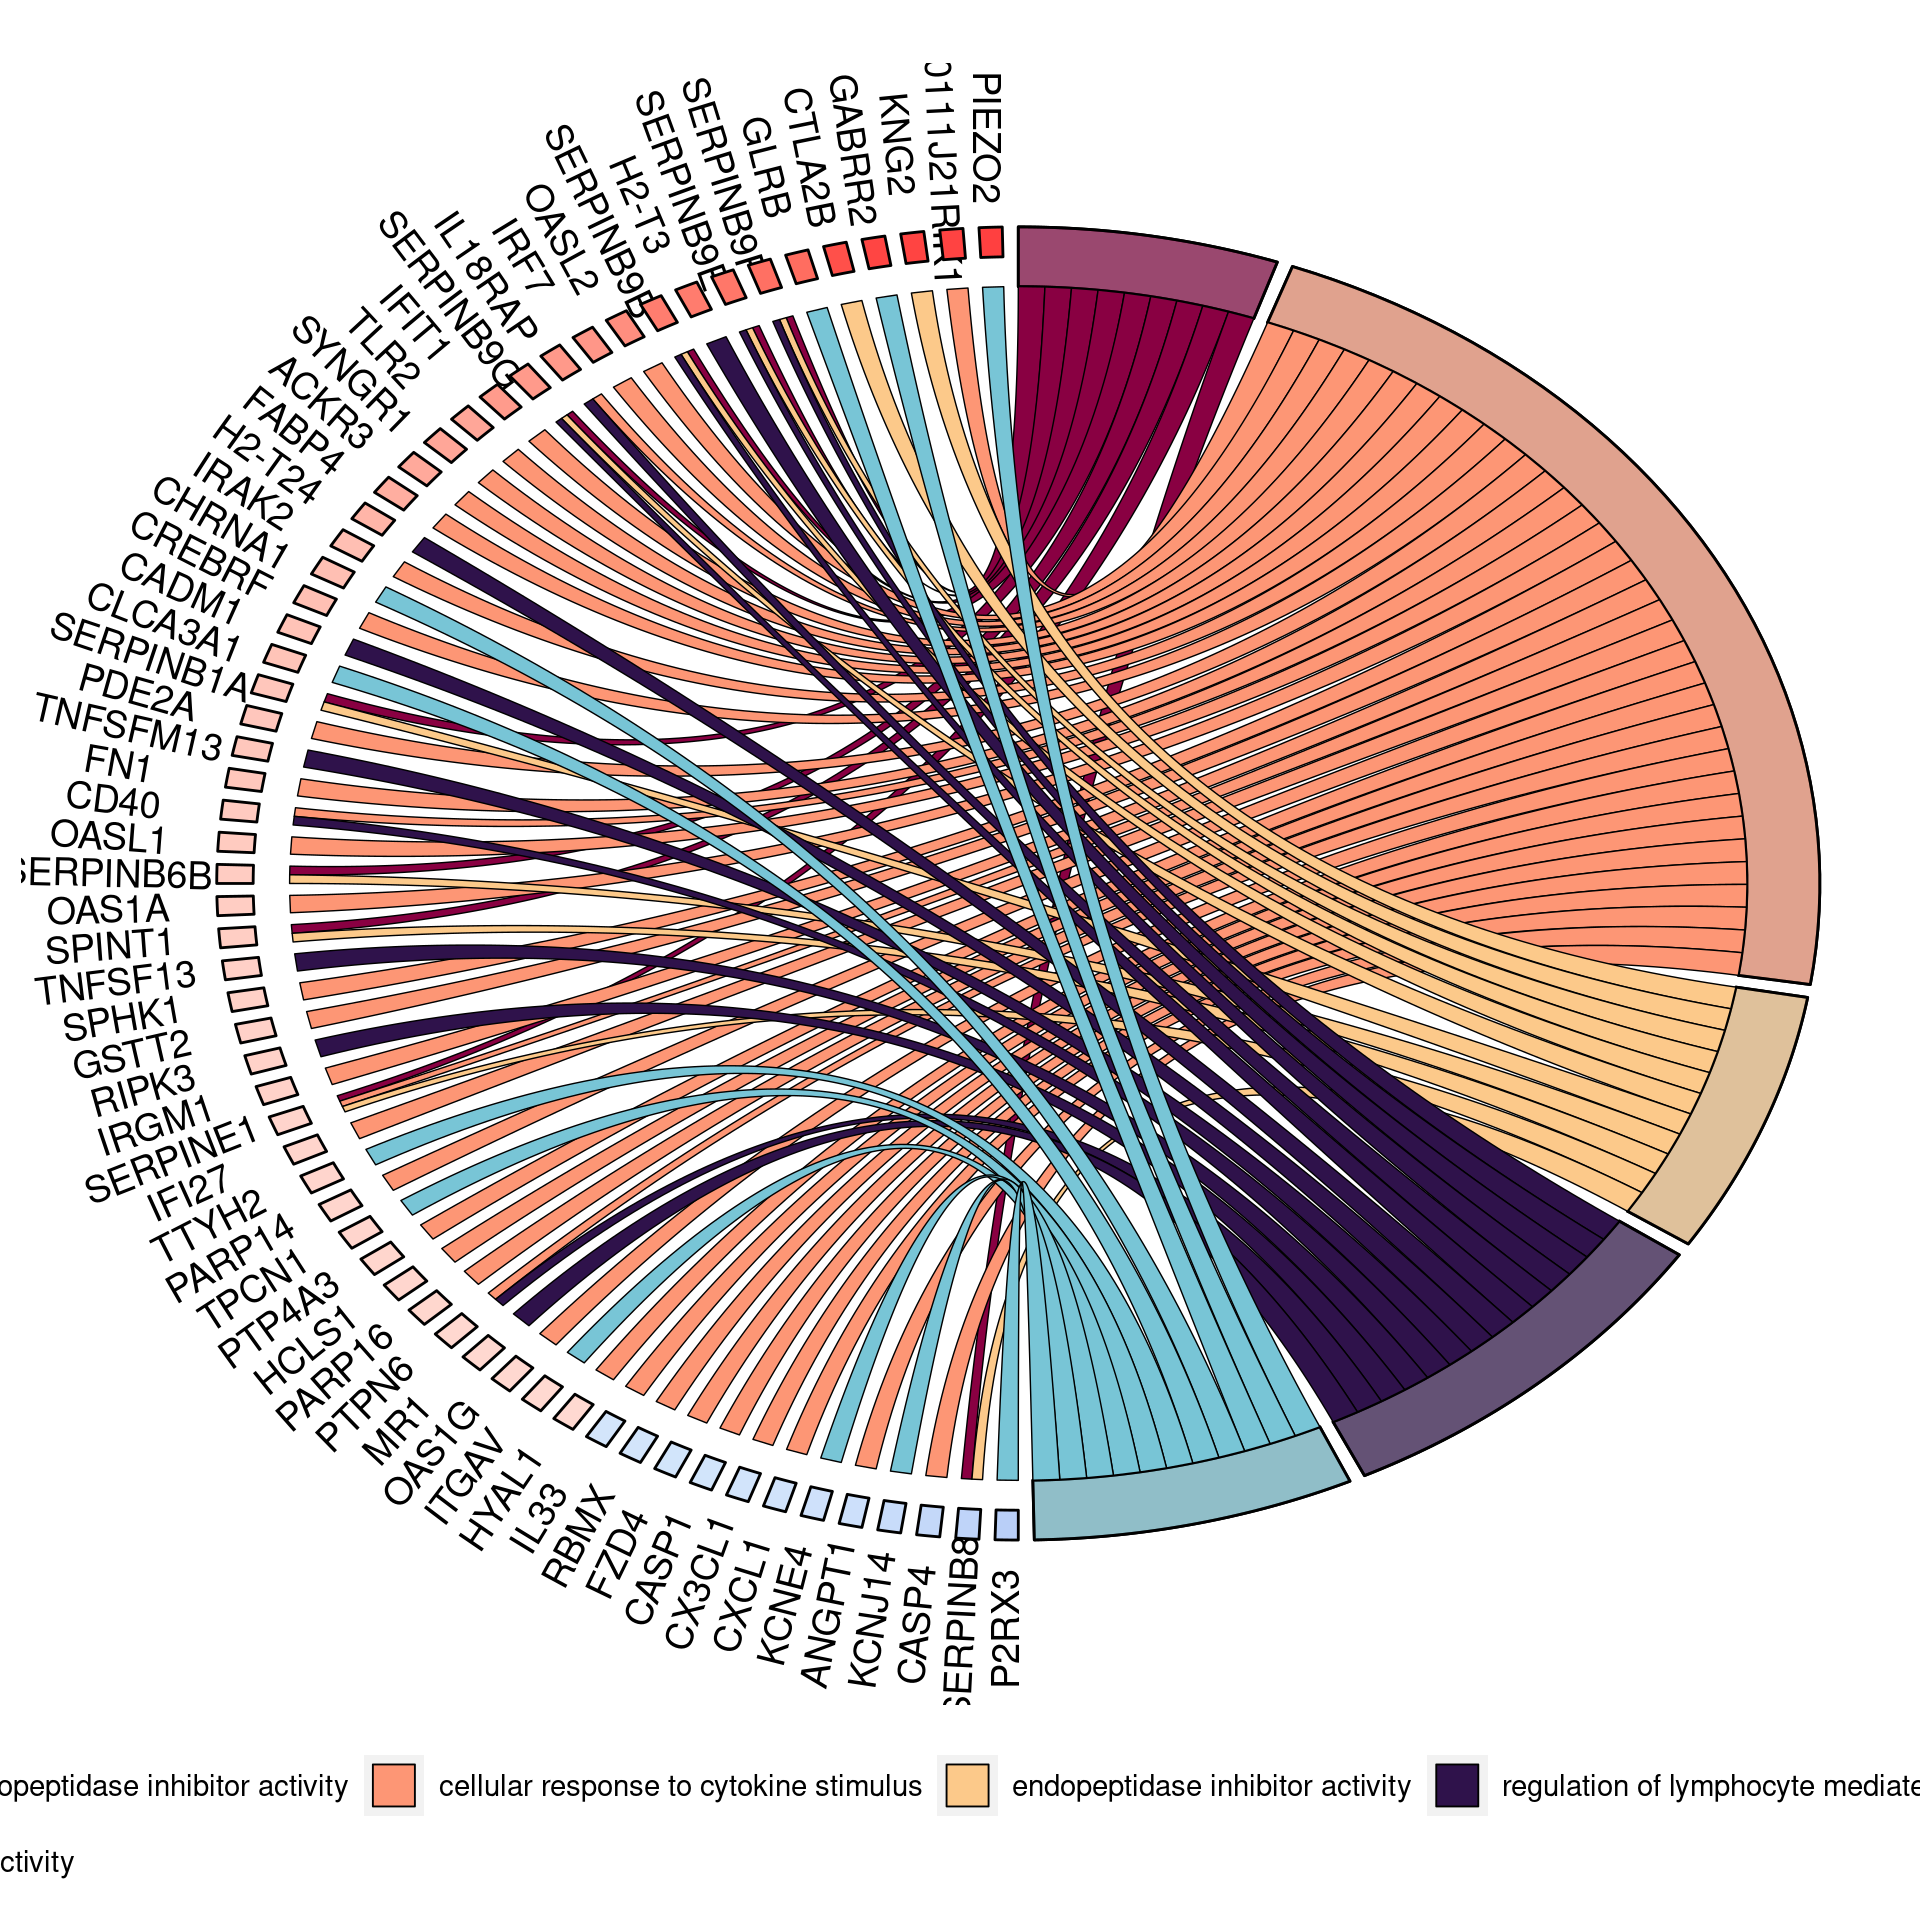 PIEZO2
KNG2
GABRR2
CTLA2B
GLRB
H2-T3
OASL2
IRF7
IL18RAP
SERPINB9G
IFIT1
TLR2
SYNGR1
ACKR3
FABP4
H2-T24
IRAK2
CHRNA1
CREBRF
CADM1
CLCA3A1
SERPINB1A
PDE2A
TNFSFM13
FN1
CD40
OASL1
SERPINB6B
OAS1A
SPINT1
TNFSF13
SPHK1
GSTT2
RIPK3
IRGM1
SERPINE1
IFI27
TTYH2
PARP14
TPCN1
PTP4A3
HCLS1
PARP16
PTPN6
MR1
OAS1G
ITGAV
HYAL1
IL33
RBMX
FZD4
CASP1
CX3CL1
CXCL1
KCNE4
ANGPT1
KCNJ14
CASP4
SERPINB8
P2RX3
opeptidase inhibitor activity cellular response to cytokine stimulus endopeptidase inhibitor activity regulation of lymphocyte mediate
ctivity